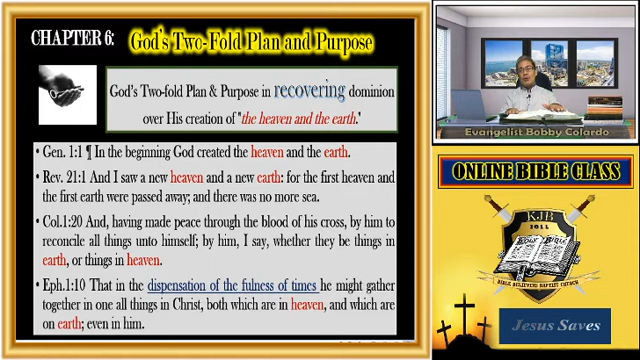 CHAPTER 6: God's Two-Fold Plan and Purpose
God's Two-fold Plan & Purpose in recovering dominion
over His creation of "the heaven and the earth."
• Gen. 1:1 ¶ In the beginning God created the heaven and the earth.
• Rev. 21:1 And I saw a new heaven and a new earth: for the first heaven and
the first earth were passed away; and there was no more sea.
• Col.1:20 And, having made peace through the blood of his cross, by him to
reconcile all things unto himself; by him, I say, whether they be things in
earth, or things in heaven.
• Eph.1:10 That in the dispensation of the fulness of times he might gather
together in one all things in Christ, both which are in heaven, and which are
on earth; even in him.
Evangelist Bobby Colardo
ONLINE BIBLE CLASS
KJB
1611
HOLY BIBLE
BIBLE BELIEVERS BAPTIST CHURCH
Jesus Saves